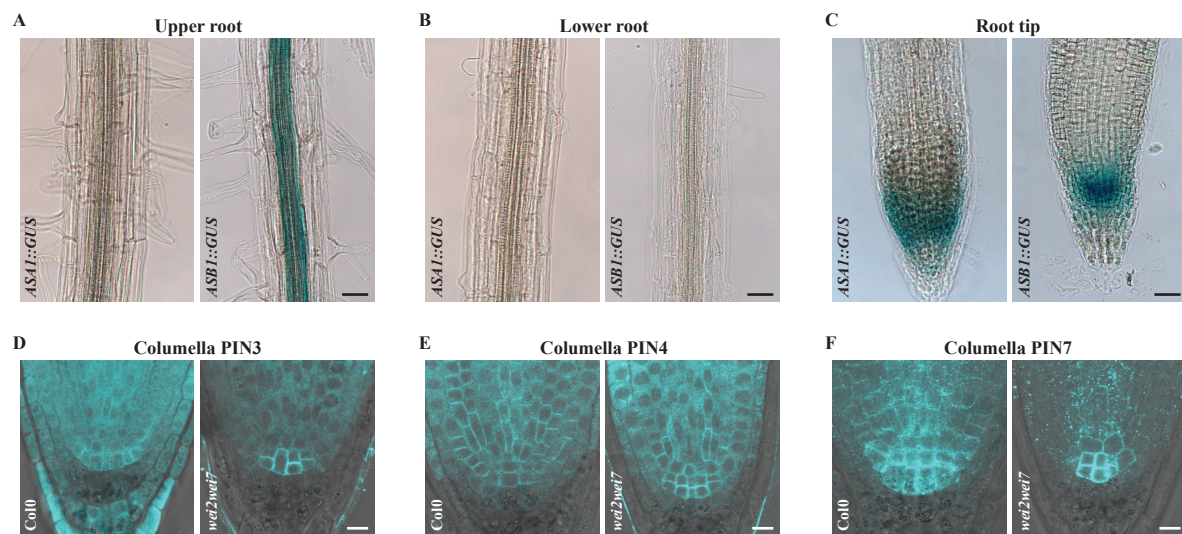 A
Upper root
ASA1::GUS
ASB1::GUS
B
Lower root
ASA1::GUS
ASB1::GUS
C
Root tip
ASA1::GUS
ASB1::GUS
D
Columella PIN3
Col0
wei2wei7
E
Columella PIN4
Col0
wei2wei7
F
Columella PIN7
Col0
wei2wei7